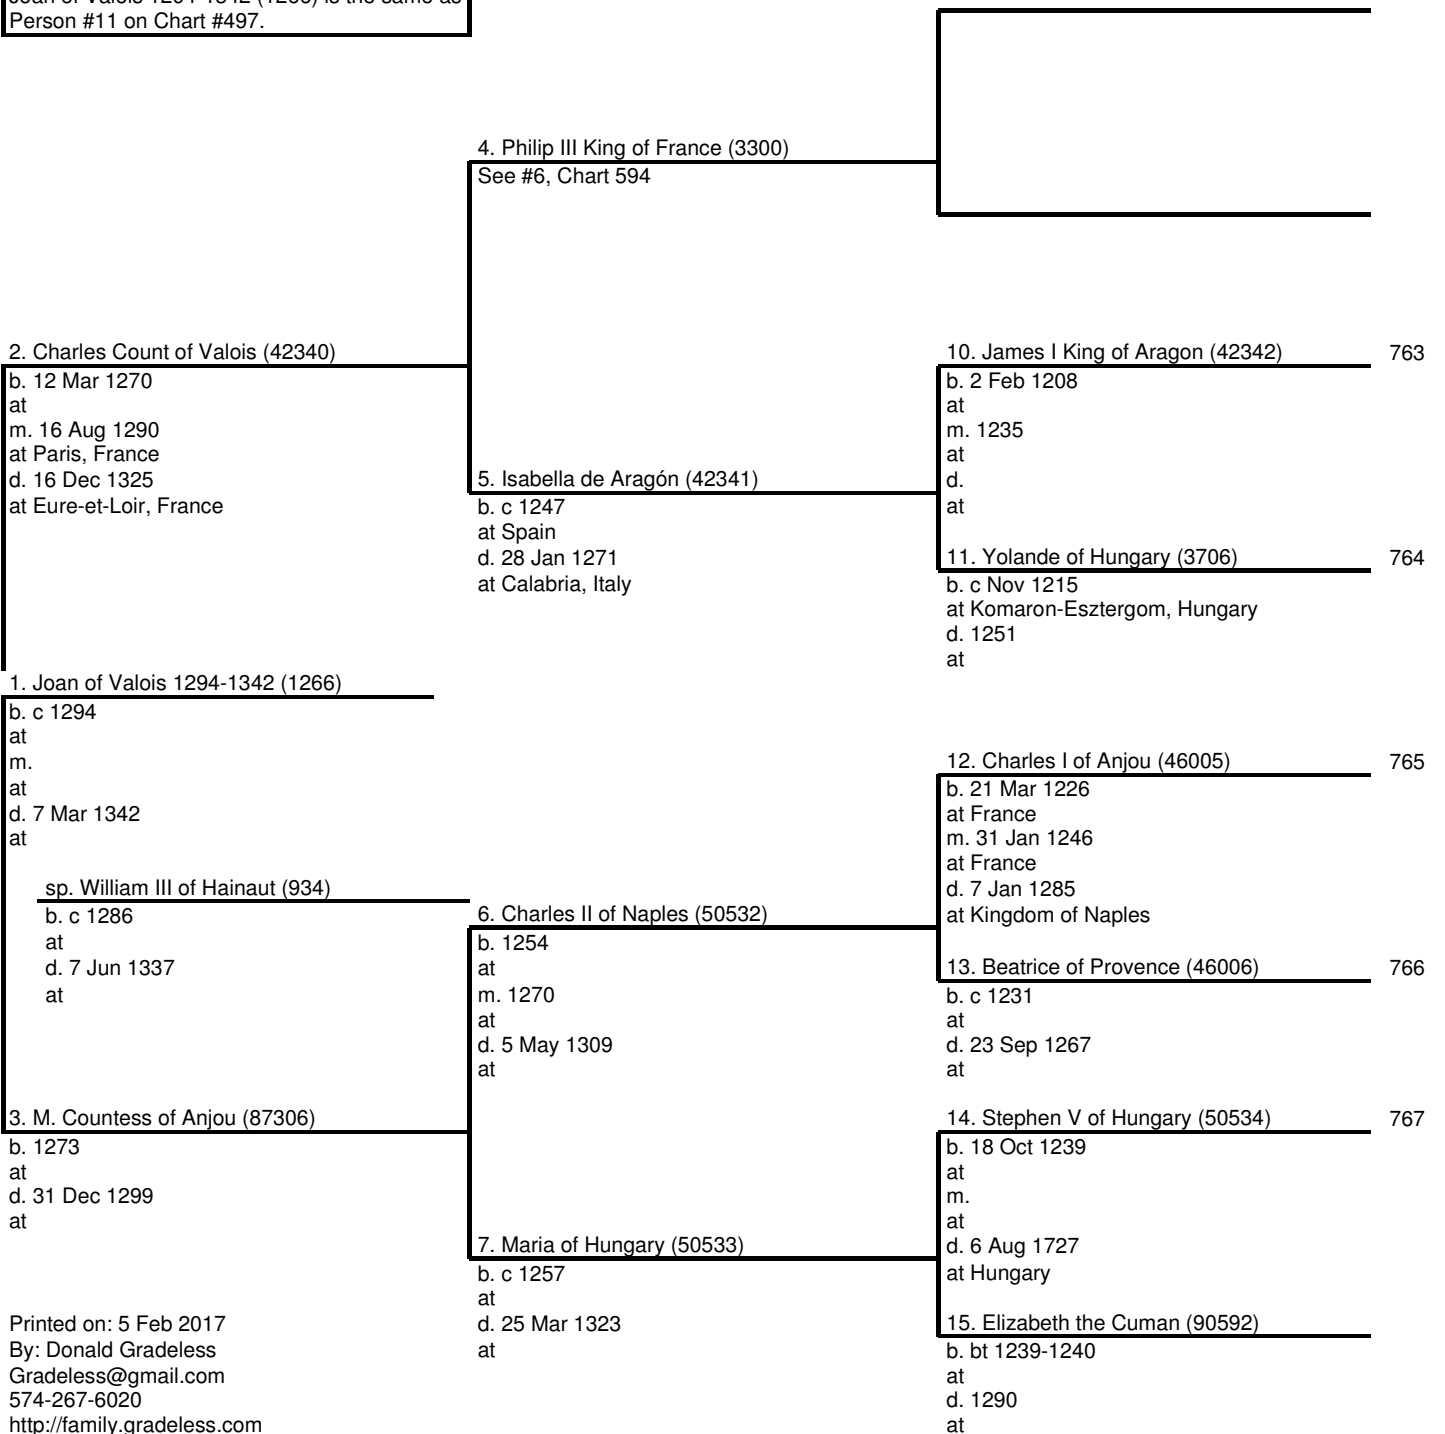 Joan of Valois 1294-1342 (1266) is the same as
Person #11 on Chart #497.
4. Philip III King of France (3300)
See #6, Chart 594
2. Charles Count of Valois (42340)
b. 12 Mar 1270
at
m. 16 Aug 1290
at Paris, France
d. 16 Dec 1325
at Eure-et-Loir, France
10. James I King of Aragon (42342) 763
b. 2 Feb 1208
at
m. 1235
at
d.
at
5. Isabella de Aragón (42341)
b. c 1247
at Spain
d. 28 Jan 1271
at Calabria, Italy
11. Yolande of Hungary (3706) 764
b. c Nov 1215
at Komaron-Esztergom, Hungary
d. 1251
at
1. Joan of Valois 1294-1342 (1266)
b. c 1294
at
m.
at
d. 7 Mar 1342
at
12. Charles I of Anjou (46005) 765
b. 21 Mar 1226
at France
m. 31 Jan 1246
at France
d. 7 Jan 1285
at Kingdom of Naples
sp. William III of Hainaut (934)
b. c 1286
at
d. 7 Jun 1337
at
6. Charles II of Naples (50532)
b. 1254
at
m. 1270
at
d. 5 May 1309
at
13. Beatrice of Provence (46006) 766
b. c 1231
at
d. 23 Sep 1267
at
3. M. Countess of Anjou (87306)
b. 1273
at
d. 31 Dec 1299
at
14. Stephen V of Hungary (50534) 767
b. 18 Oct 1239
at
m.
at
d. 6 Aug 1727
at Hungary
7. Maria of Hungary (50533)
b. c 1257
at
d. 25 Mar 1323
at
15. Elizabeth the Cuman (90592)
b. bt 1239-1240
at
d. 1290
at
Printed on: 5 Feb 2017
By: Donald Gradeless
Gradeless@gmail.com
574-267-6020
http://family.gradeless.com